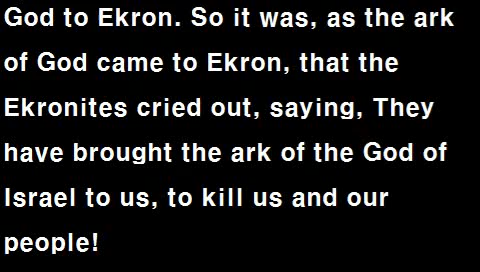 God to Ekron. So it was, as the ark
of God came to Ekron, that the
Ekronites cried out, saying, They
have brought the ark of the God of
Israel to us, to kill us and our
people!